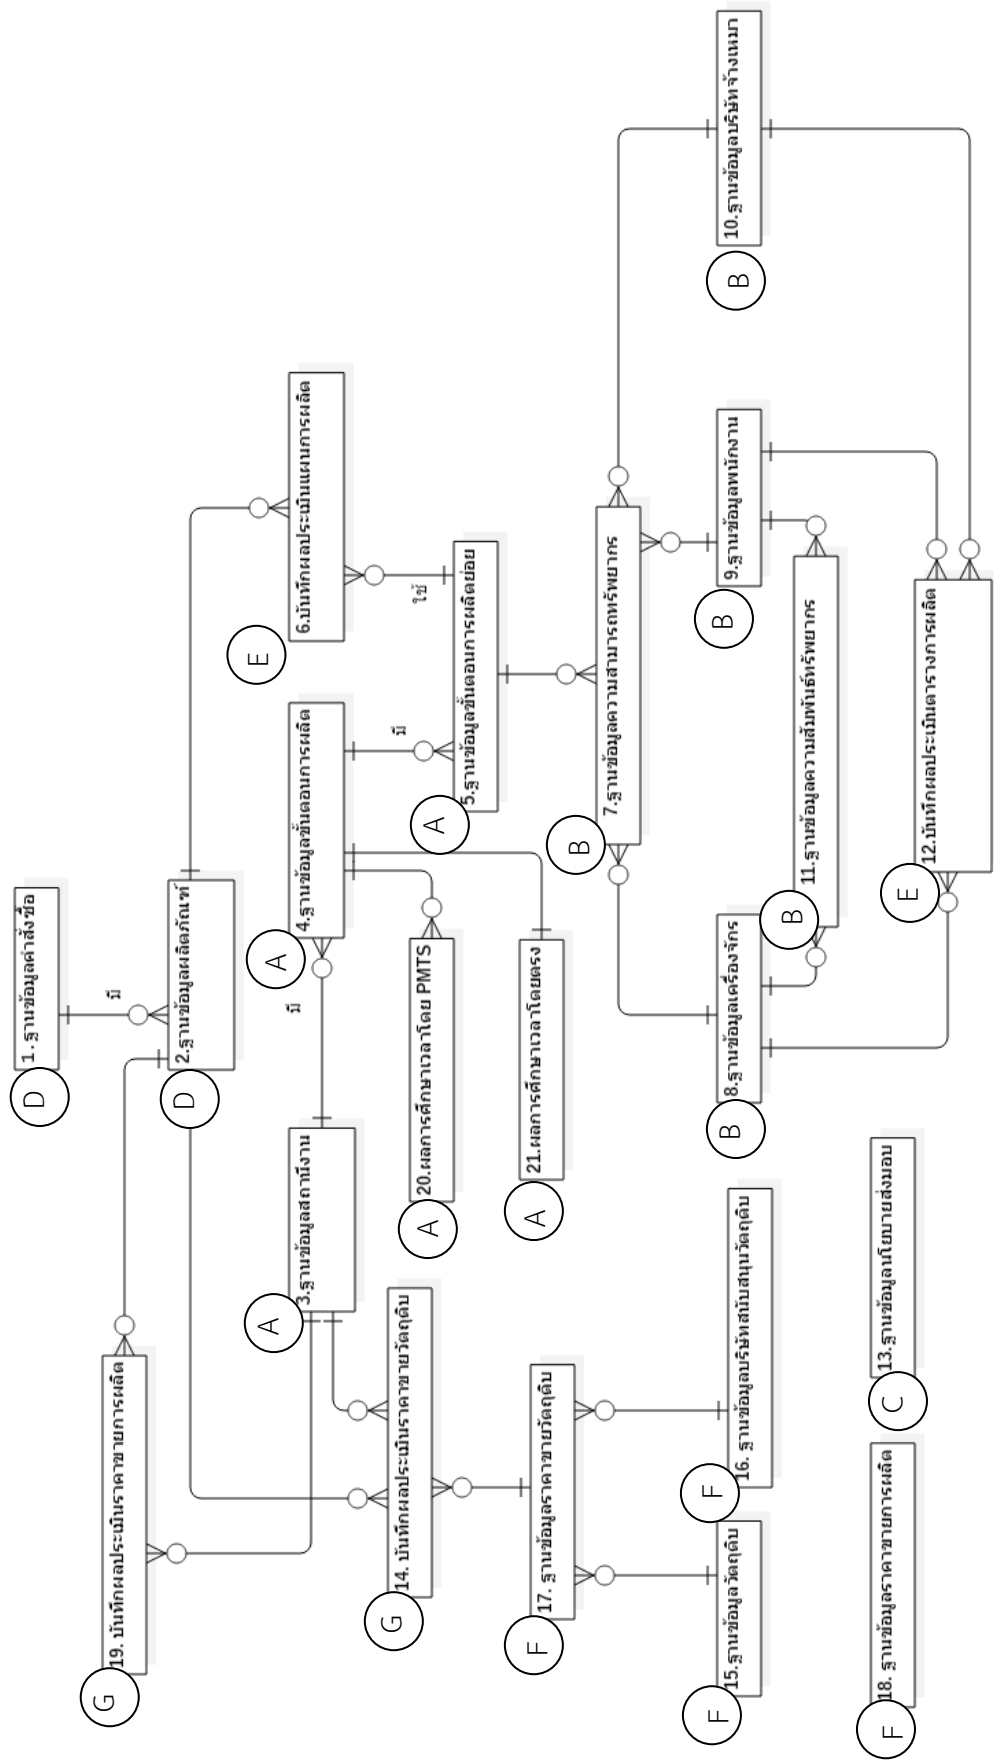 D
1. ฐานข้อมูลคำสั่งซื้อ
มี
D
2.ฐานข้อมูลผลิตภัณฑ์
A
3.ฐานข้อมูลสถานีงาน
มี
A
4.ฐานข้อมูลขั้นตอนการผลิต
มี
A
5.ฐานข้อมูลขั้นตอนการผลิตย่อย
ใช้
E
6.บันทึกผลประเมินแผนการผลิต
B
7.ฐานข้อมูลความสามารถทรัพยากร
B
8.ฐานข้อมูลเครื่องจักร
B
9.ฐานข้อมูลพนักงาน
B
10.ฐานข้อมูลบริษัทจ้างเหมา
B
11.ฐานข้อมูลความสัมพันธ์ทรัพยากร
E
12.บันทึกผลประเมินตารางการผลิต
C
13.ฐานข้อมูลนโยบายส่งมอบ
G
14. บันทึกผลประเมินราคาขายวัตถุดิบ
F
15.ฐานข้อมูลวัตถุดิบ
F
16. ฐานข้อมูลบริษัทสนับสนุนวัตถุดิบ
F
17. ฐานข้อมูลราคาขายวัตถุดิบ
F
18. ฐานข้อมูลราคาขายการผลิต
G
19. บันทึกผลประเมินราคาขายการผลิต
A
20.ผลการศึกษาเวลาโดย PMTS
A
21.ผลการศึกษาเวลาโดยตรง